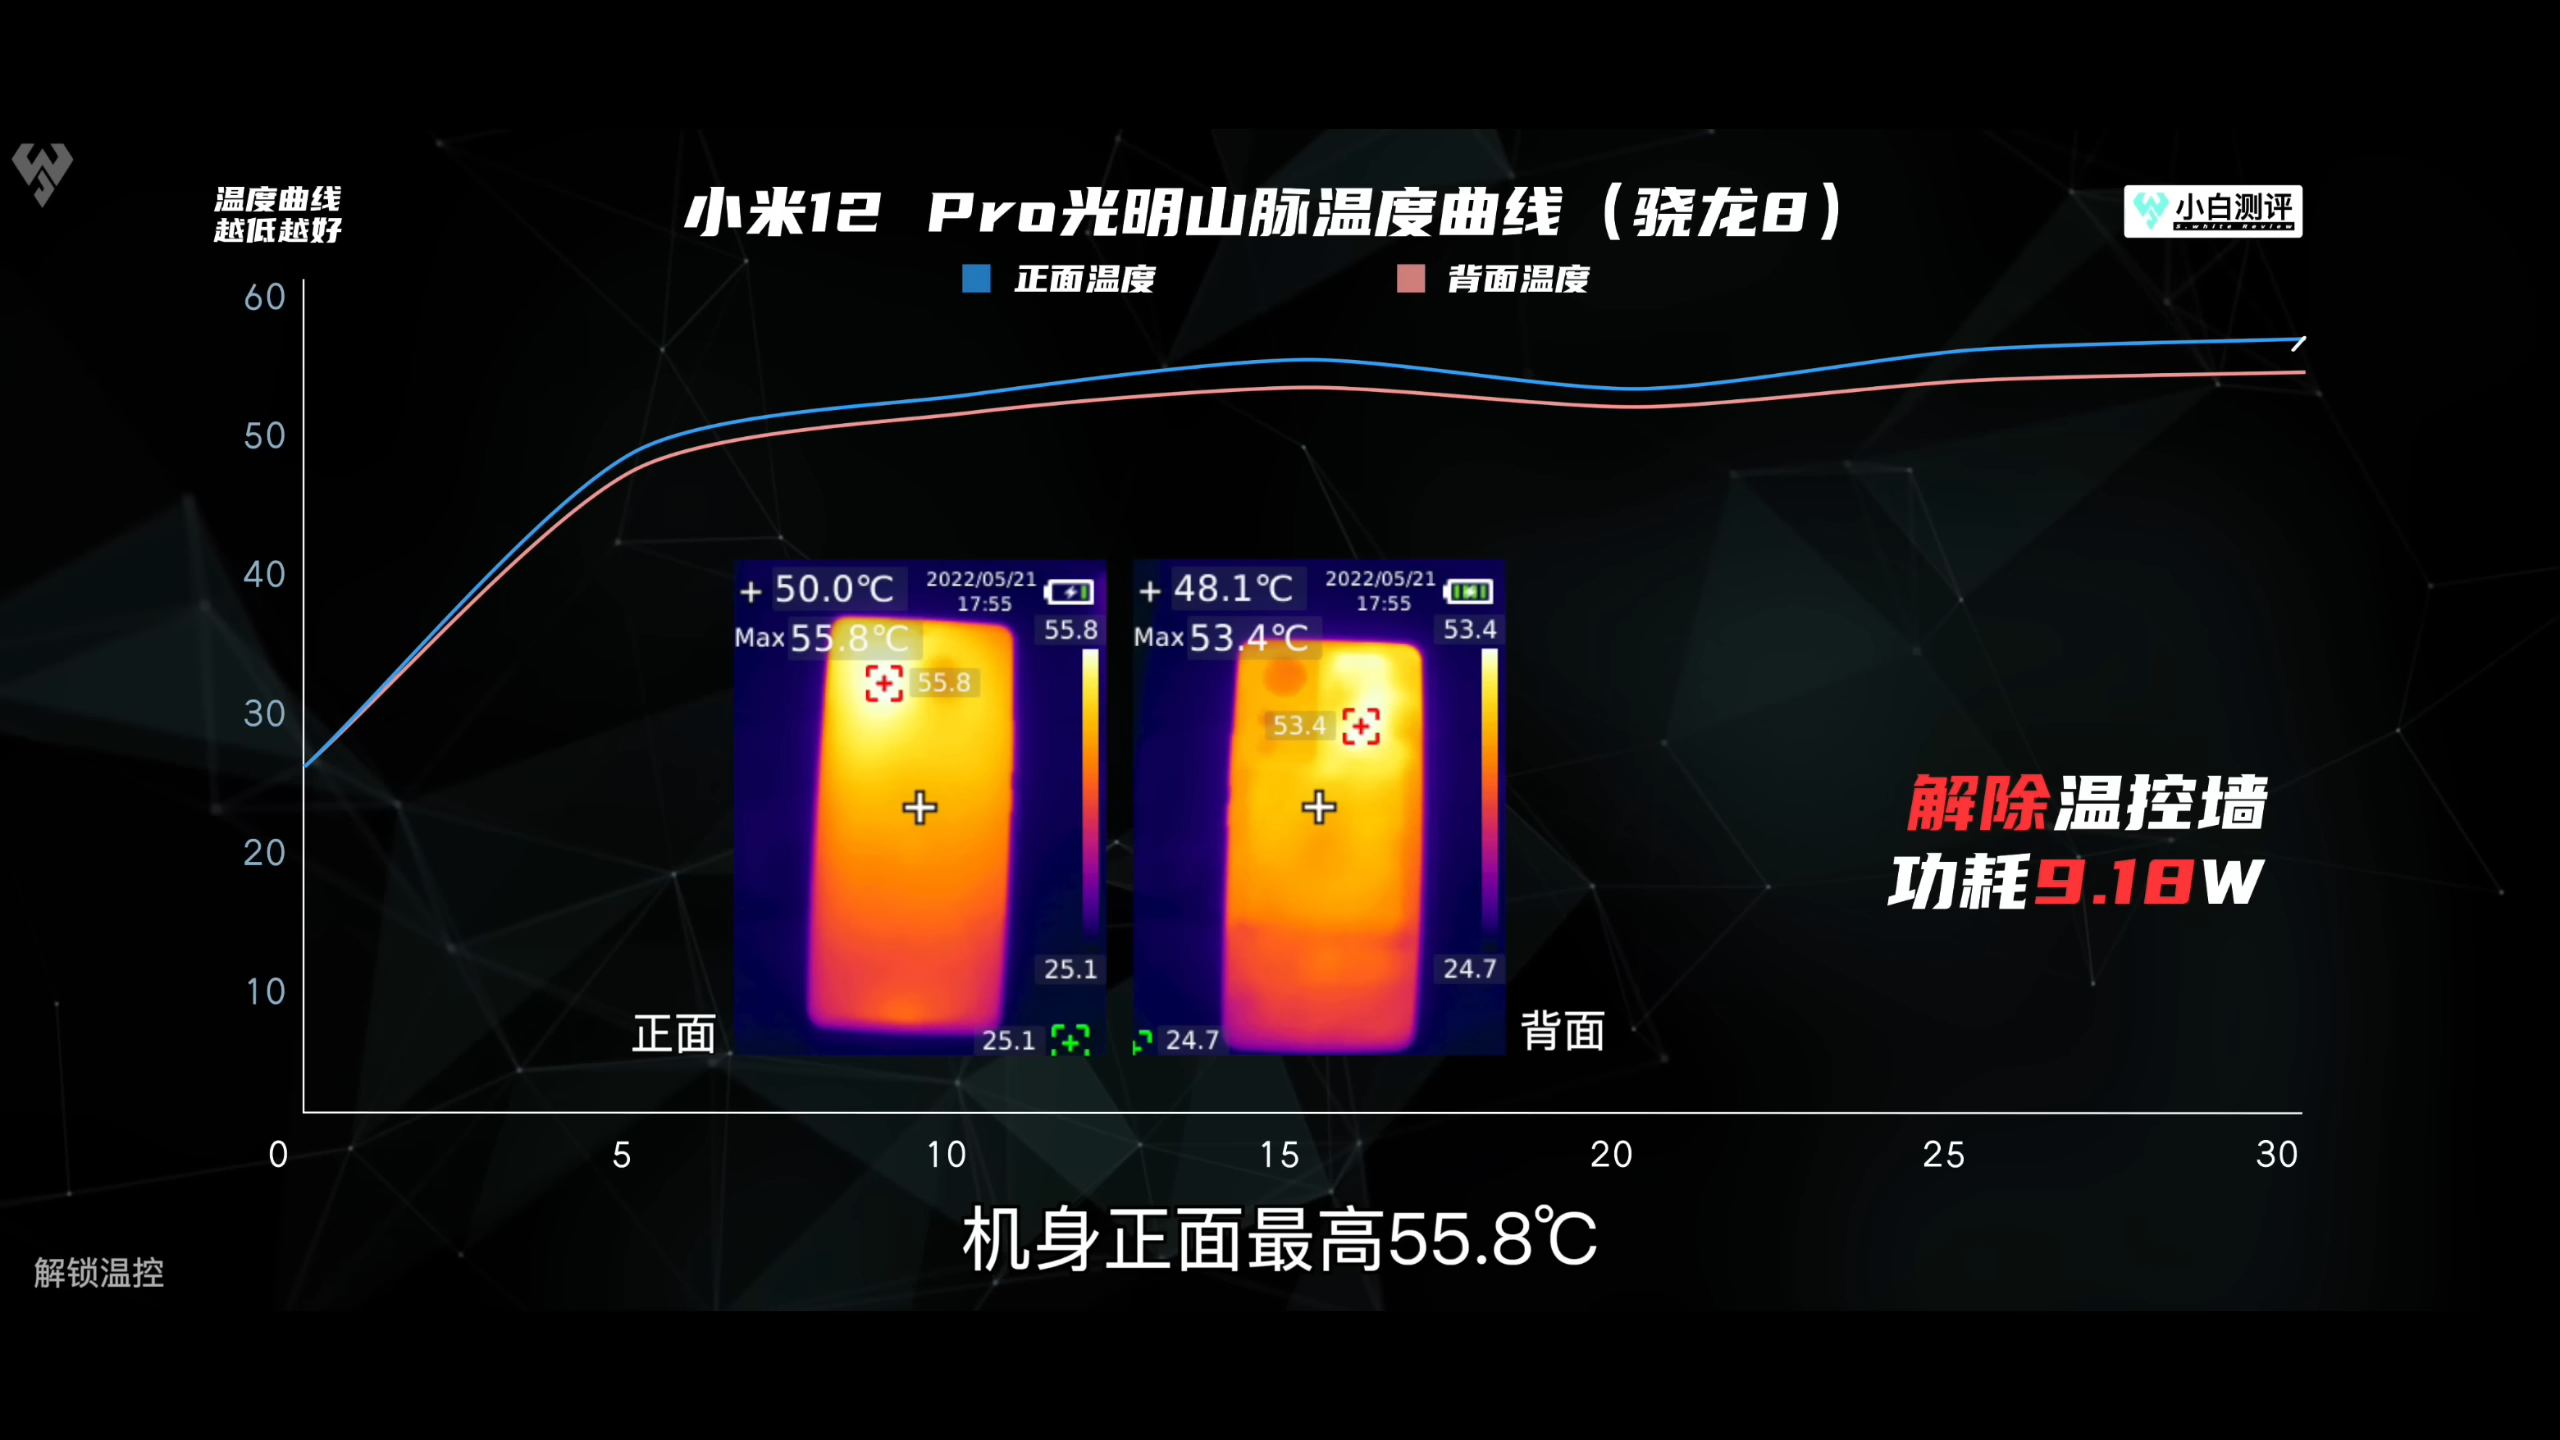 温度曲线
越低越好
小米12 Pro光明山脉温度曲线（骁龙8）
小白测评
S.white Review
正面温度
背面温度
60
50
40
30
20
10
+ 50.0℃ 2022/05/21
17:55
Max 55.8℃ 55.8
55.8
25.1
25.1
+ 48.1℃ 2022/05/21
17:55
Max 53.4℃ 53.4
53.4
24.7
24.7
正面
背面
解除温控墙
功耗9.18W
0 5 10 15 20 25 30
机身正面最高55.8℃
解锁温控